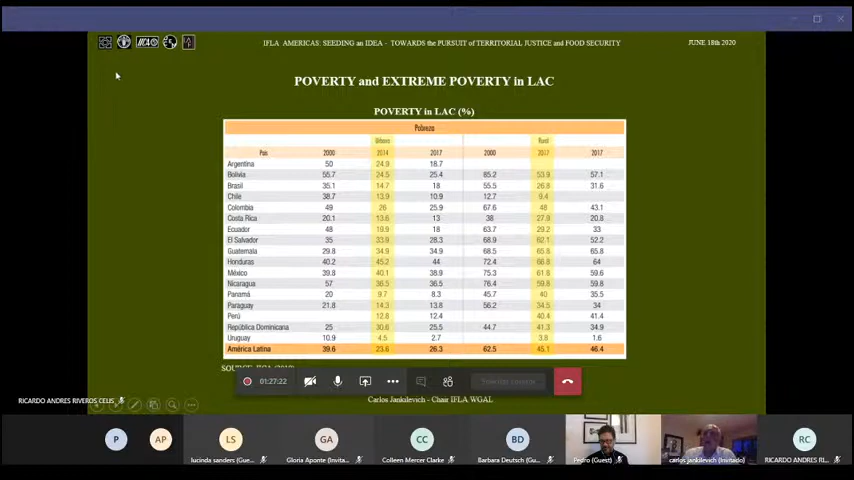 IFLA AMERICAS: SEEDING an IDEA - TOWARDS the PURSUIT of TERRITORIAL JUSTICE and FOOD SECURITY JUNE 18th 2020
POVERTY and EXTREME POVERTY in LAC
POVERTY in LAC (%)
Pobreza
Urbano Rural
País 2000 2014 2017 2000 2017 2017
Argentina 50 24.9 18.7
Bolivia 55.7 24.5 25.4 85.2 53.9 57.1
Brasil 35.1 14.7 18 55.5 26.8 31.6
Chile 38.7 13.9 10.9 12.7 9.4
Colombia 49 26 25.9 67.6 48 43.1
Costa Rica 20.1 13.6 13 38 27.9 20.8
Ecuador 48 19.9 18 63.7 29.2 33
El Salvador 35 33.9 28.3 68.9 62.1 52.2
Guatemala 29.8 34.9 34.9 68.5 65.8 65.8
Honduras 40.2 45.2 44 72.4 66.8 64
México 39.8 40.1 38.9 75.3 61.8 59.6
Nicaragua 57 36.5 36.5 76.4 59.8 59.8
Panamá 20 9.7 8.3 45.7 40 35.5
Paraguay 21.8 14.3 13.8 56.2 34.5 34
Perú 12.8 12.4 40.4 41.4
República Dominicana 25 30.6 25.5 44.7 41.3 34.9
Uruguay 10.9 4.5 2.7 3.8 1.6
América Latina 39.6 23.6 26.3 62.5 45.1 46.4
01:27:22
RICARDO ANDRES RIVEROS CELIS
Carlos Jankilevich - Chair IFLA WGAL
P AP LS GA CC BD RC
lucinda sanders (Gue... Gloria Aponte (Invita... Colleen Mercer Clarke Barbara Deutsch (Gu... Pedro (Guest) carlos jankilevich (Invitado) RICARDO ANDRES RI...